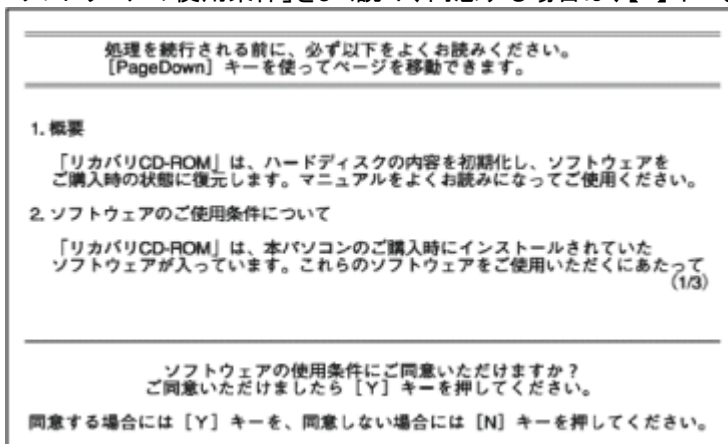 処理を続行される前に、必ず以下をよくお読みください。
[PageDown] キーを使ってページを移動できます。
1. 概要
「リカバリCD-ROM」は、ハードディスクの内容を初期化し、ソフトウェアを
ご購入時の状態に復元します。マニュアルをよくお読みになってご使用ください。
2. ソフトウェアのご使用条件について
「リカバリCD-ROM」は、本パソコンのご購入時にインストールされていた
ソフトウェアが入っています。これらのソフトウェアをご使用いただくにあたって
(1/3)
ソフトウェアの使用条件にご同意いただけますか？
ご同意いただけましたら [Y] キーを押してください。
同意する場合には [Y] キーを、同意しない場合には [N] キーを押してください。